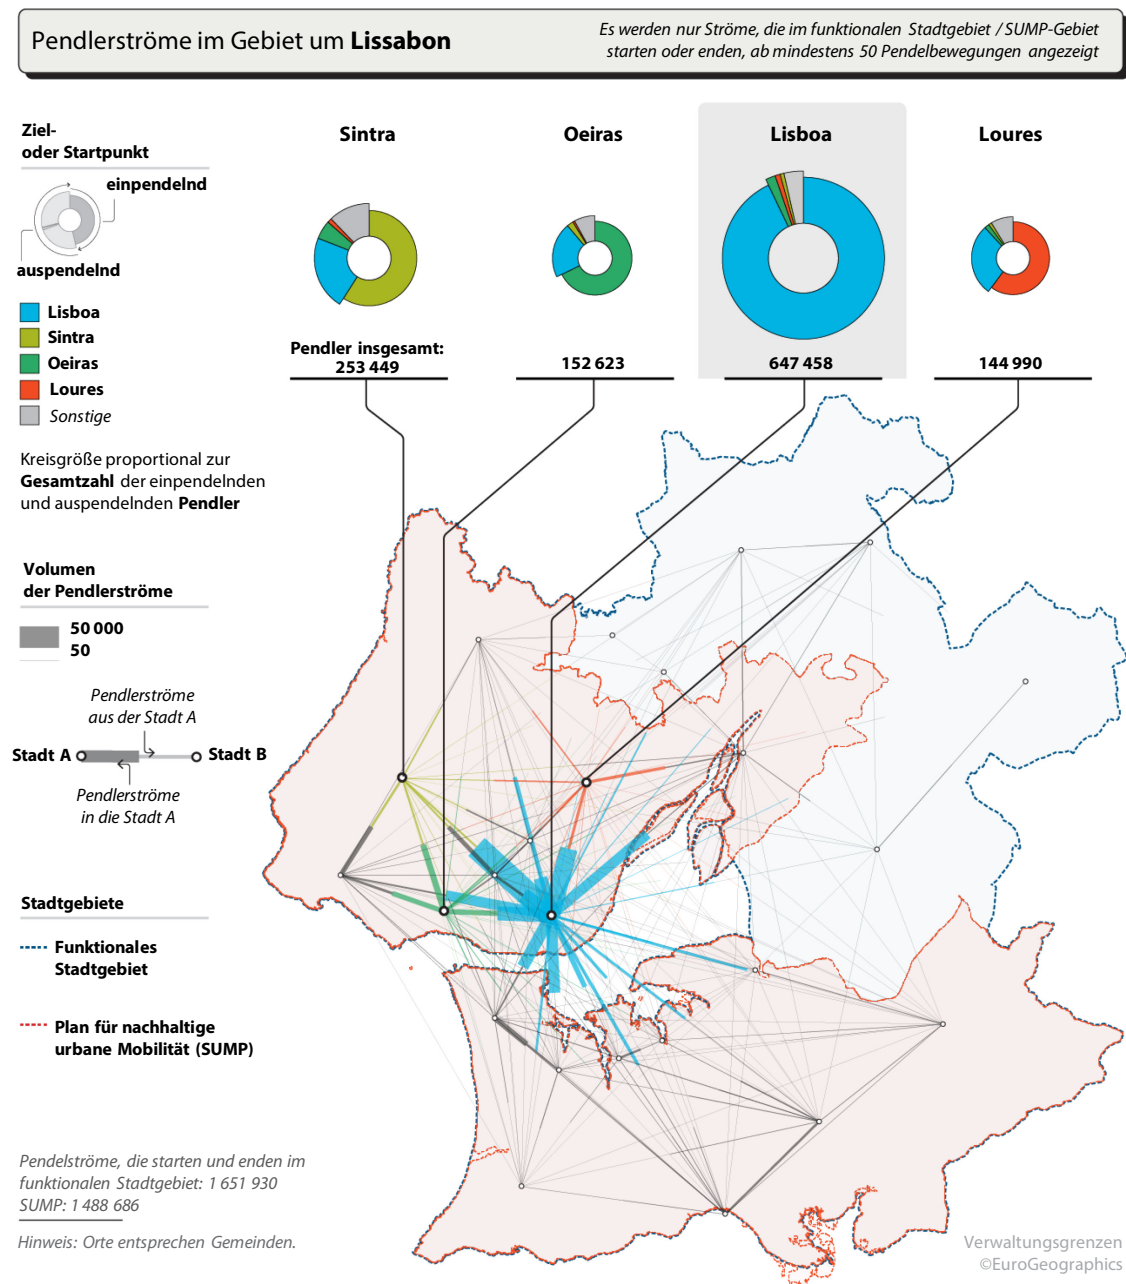 Pendlerströme im Gebiet um Lissabon
Es werden nur Ströme, die im funktionalen Stadtgebiet / SUMP-Gebiet
starten oder enden, ab mindestens 50 Pendelbewegungen angezeigt
Ziel-
oder Startpunkt
einpendelnd
auspendelnd
Lisboa
Sintra
Oeiras
Loures
Sonstige
Kreisgröße proportional zur
Gesamtzahl der einpendelnden
und auspendelnden Pendler
Sintra
Oeiras
Lisboa
Loures
Pendler insgesamt:
253 449
152 623
647 458
144 990
Volumen
der Pendlerströme
50 000
50
Pendlerströme
aus der Stadt A
Stadt A
Stadt B
Pendlerströme
in die Stadt A
Stadtgebiete
Funktionales
Stadtgebiet
Plan für nachhaltige
urbane Mobilität (SUMP)
Pendelströme, die starten und enden im
funktionalen Stadtgebiet: 1 651 930
SUMP: 1 488 686
Hinweis: Orte entsprechen Gemeinden.
Verwaltungsgrenzen
©EuroGeographics